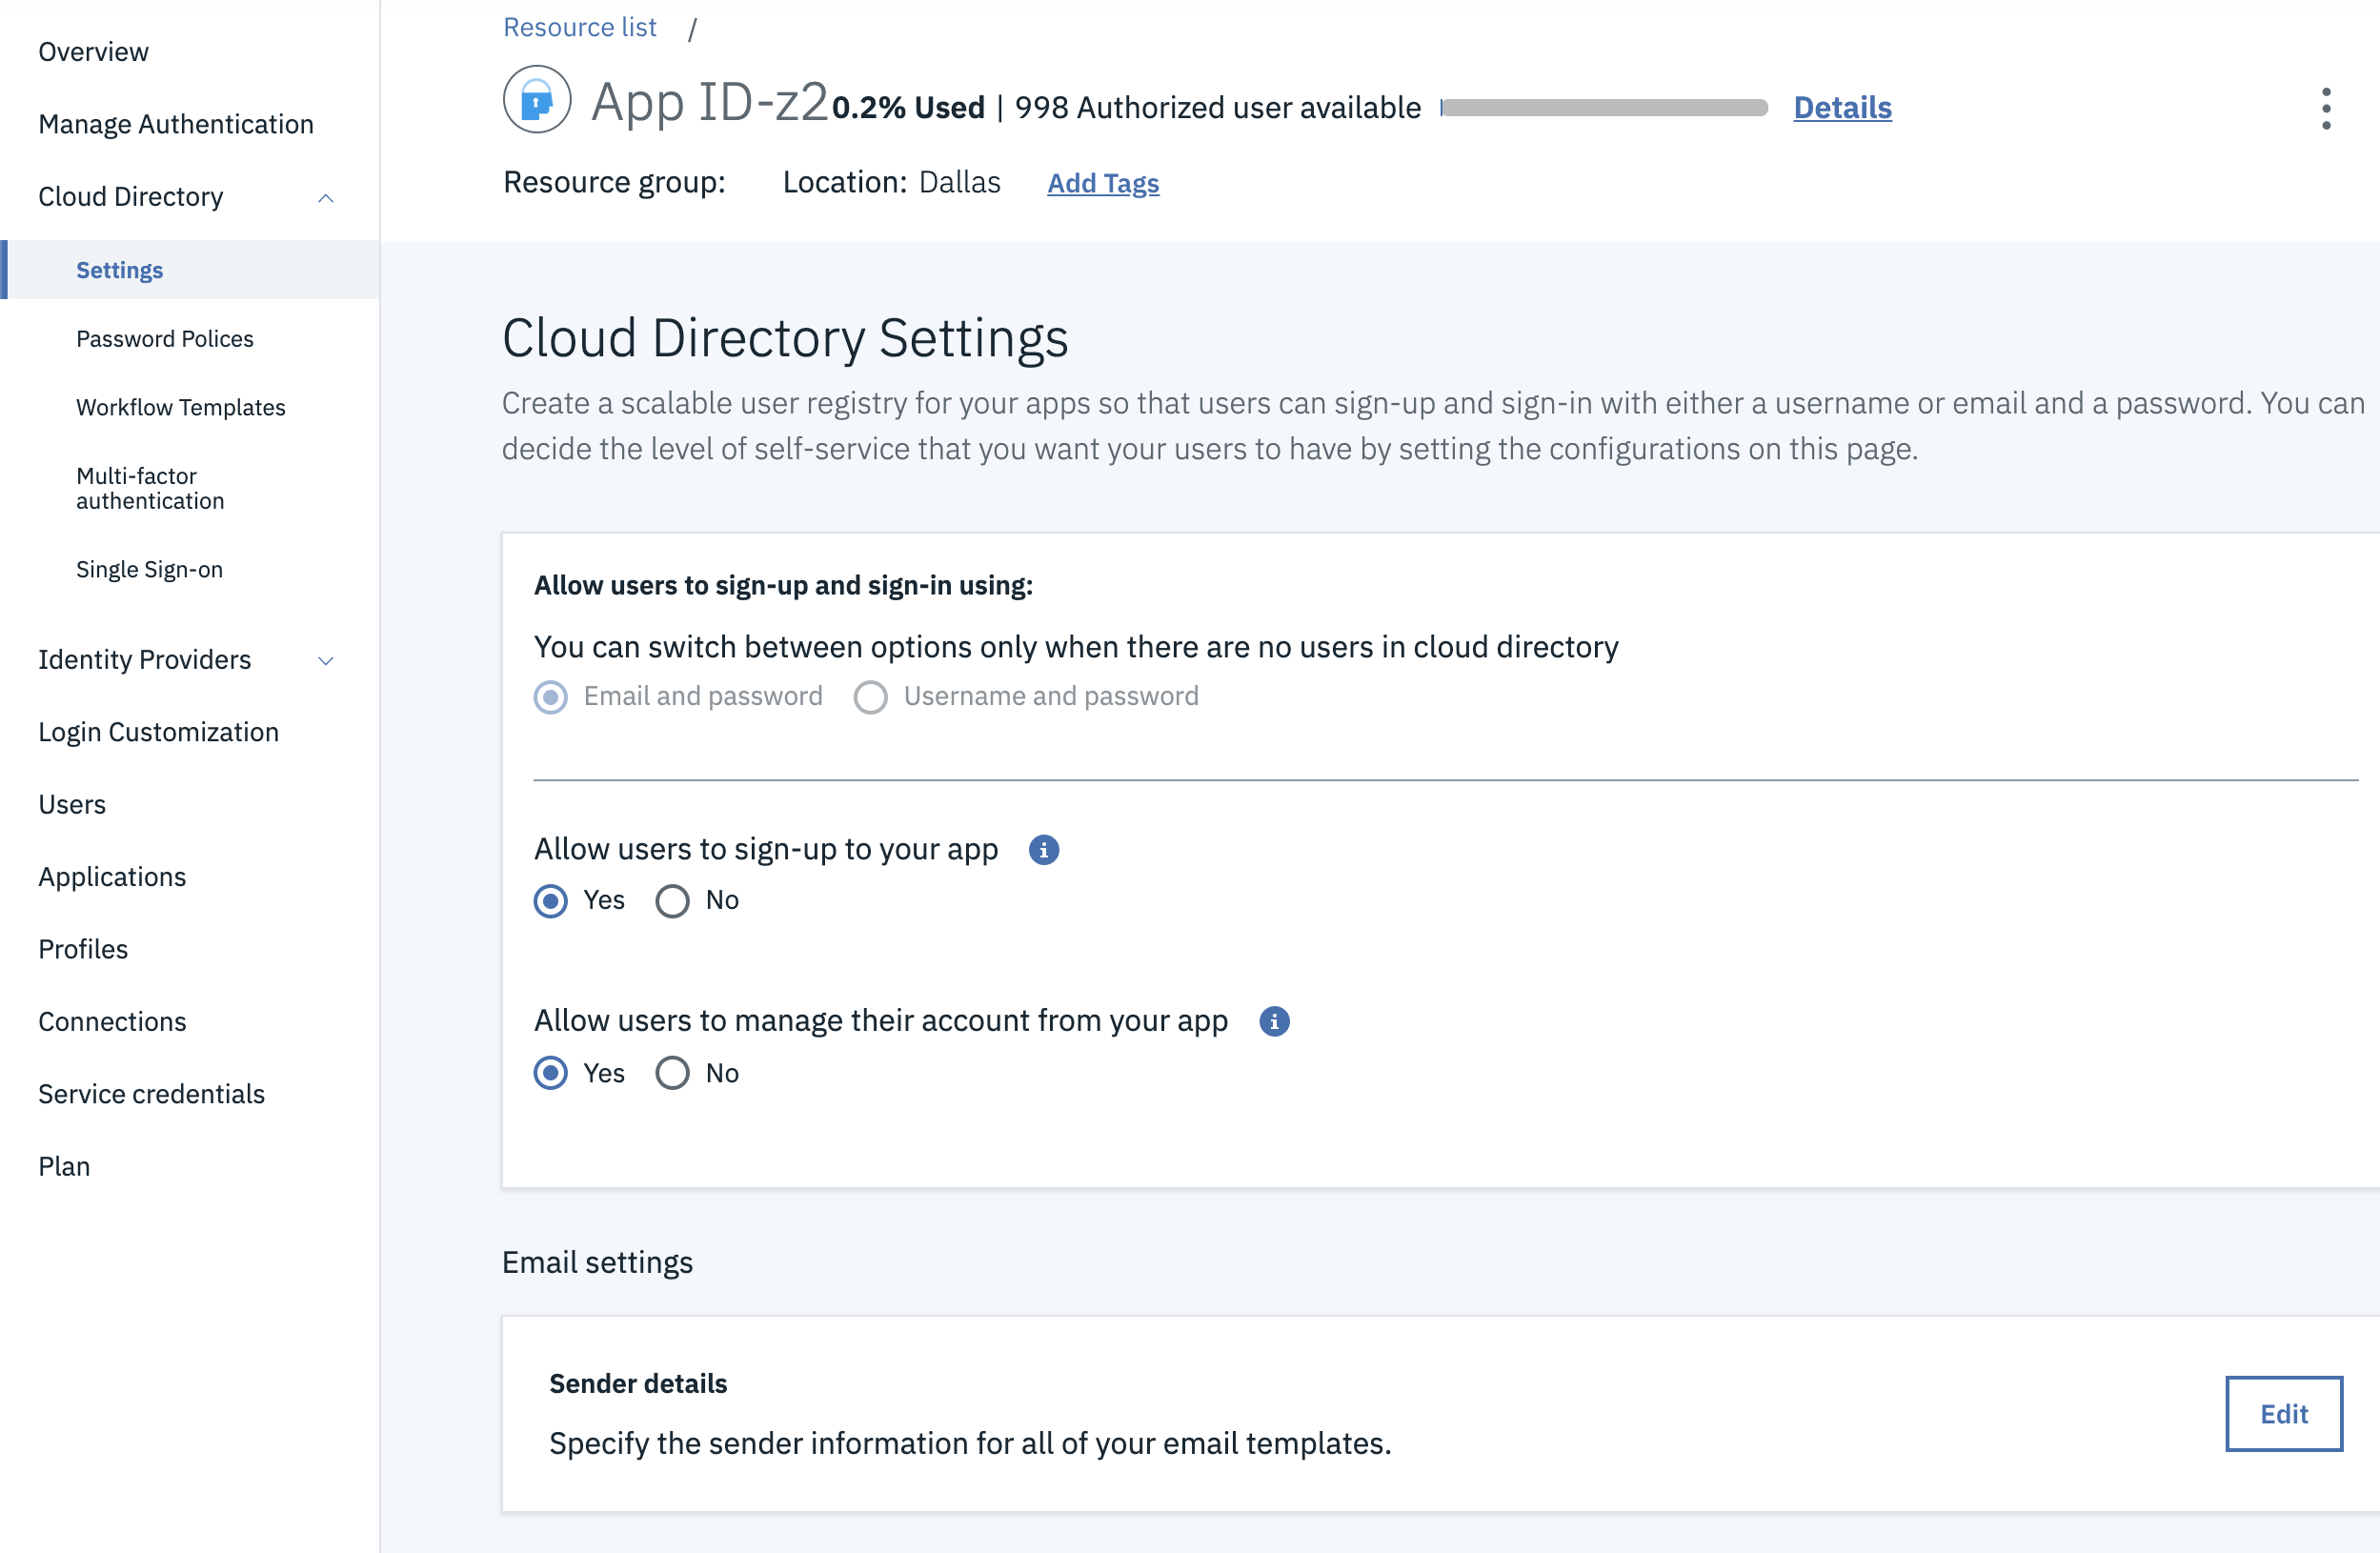 Overview
Manage Authentication
Cloud Directory
Settings
Password Polices
Workflow Templates
Multi-factor
authentication
Single Sign-on
Identity Providers
Login Customization
Users
Applications
Profiles
Connections
Service credentials
Plan
Resource list /
App ID-z2 0.2% Used | 998 Authorized user available Details
Resource group: Location: Dallas Add Tags
Cloud Directory Settings
Create a scalable user registry for your apps so that users can sign-up and sign-in with either a username or email and a password. You can
decide the level of self-service that you want your users to have by setting the configurations on this page.
Allow users to sign-up and sign-in using:
You can switch between options only when there are no users in cloud directory
Email and password Username and password
Allow users to sign-up to your app
Yes No
Allow users to manage their account from your app
Yes No
Email settings
Sender details
Specify the sender information for all of your email templates.
Edit